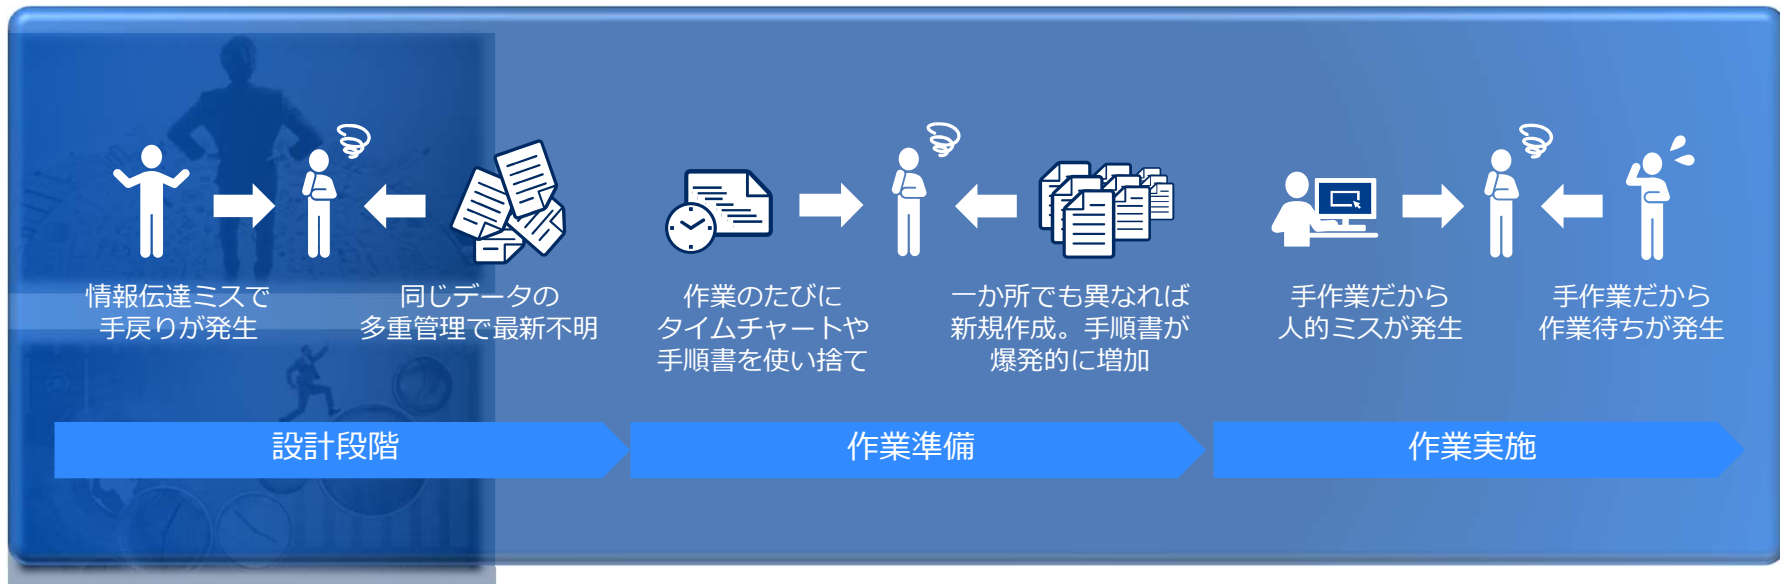 情報伝達ミスで
手戻りが発生
同じデータの
多重管理で最新不明
作業のたびに
タイムチャートや
手順書を使い捨て
一か所でも異なれば
新規作成。手順書が
爆発的に増加
手作業だから
人的ミスが発生
手作業だから
作業待ちが発生
設計段階
作業準備
作業実施